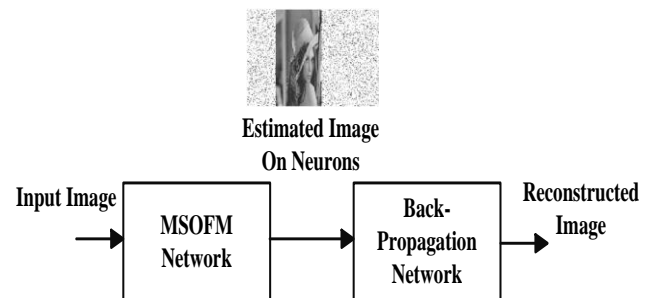 Estimated Image
On Neurons
Input Image
MSOFM
Network
Back-
Propagation
Network
Reconstructed
Image